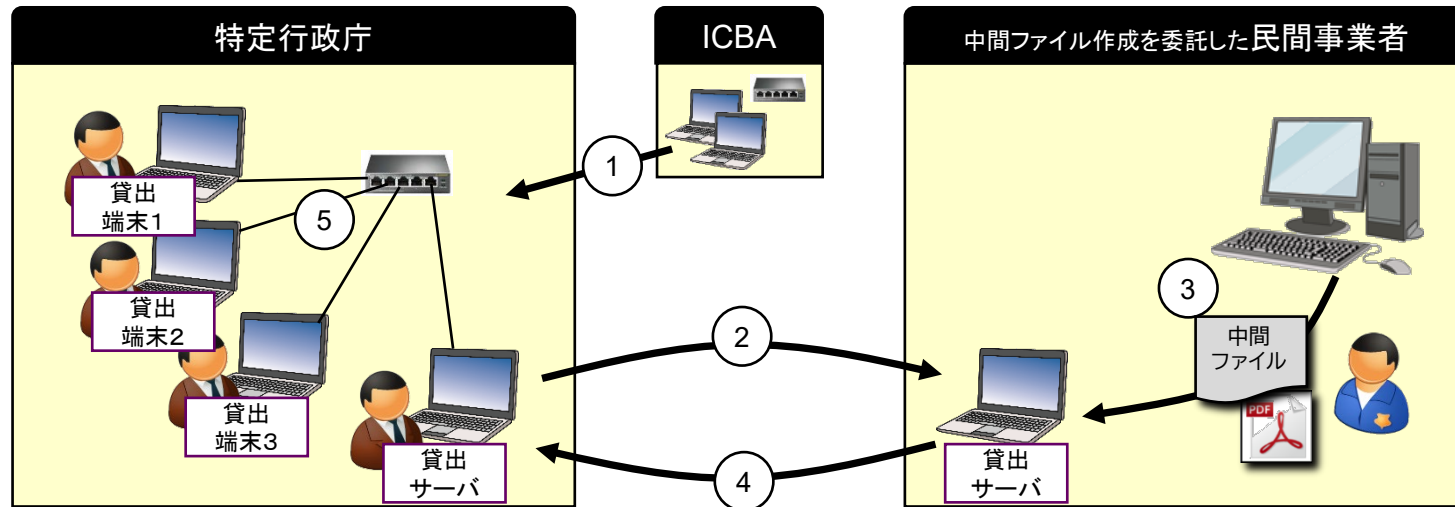 特定行政庁
ICBA
中間ファイル作成を委託した民間事業者
1
貸出
端末1
5
貸出
端末2
貸出
端末3
貸出
サーバ
2
4
3
中間
ファイル
PDF
貸出
サーバ